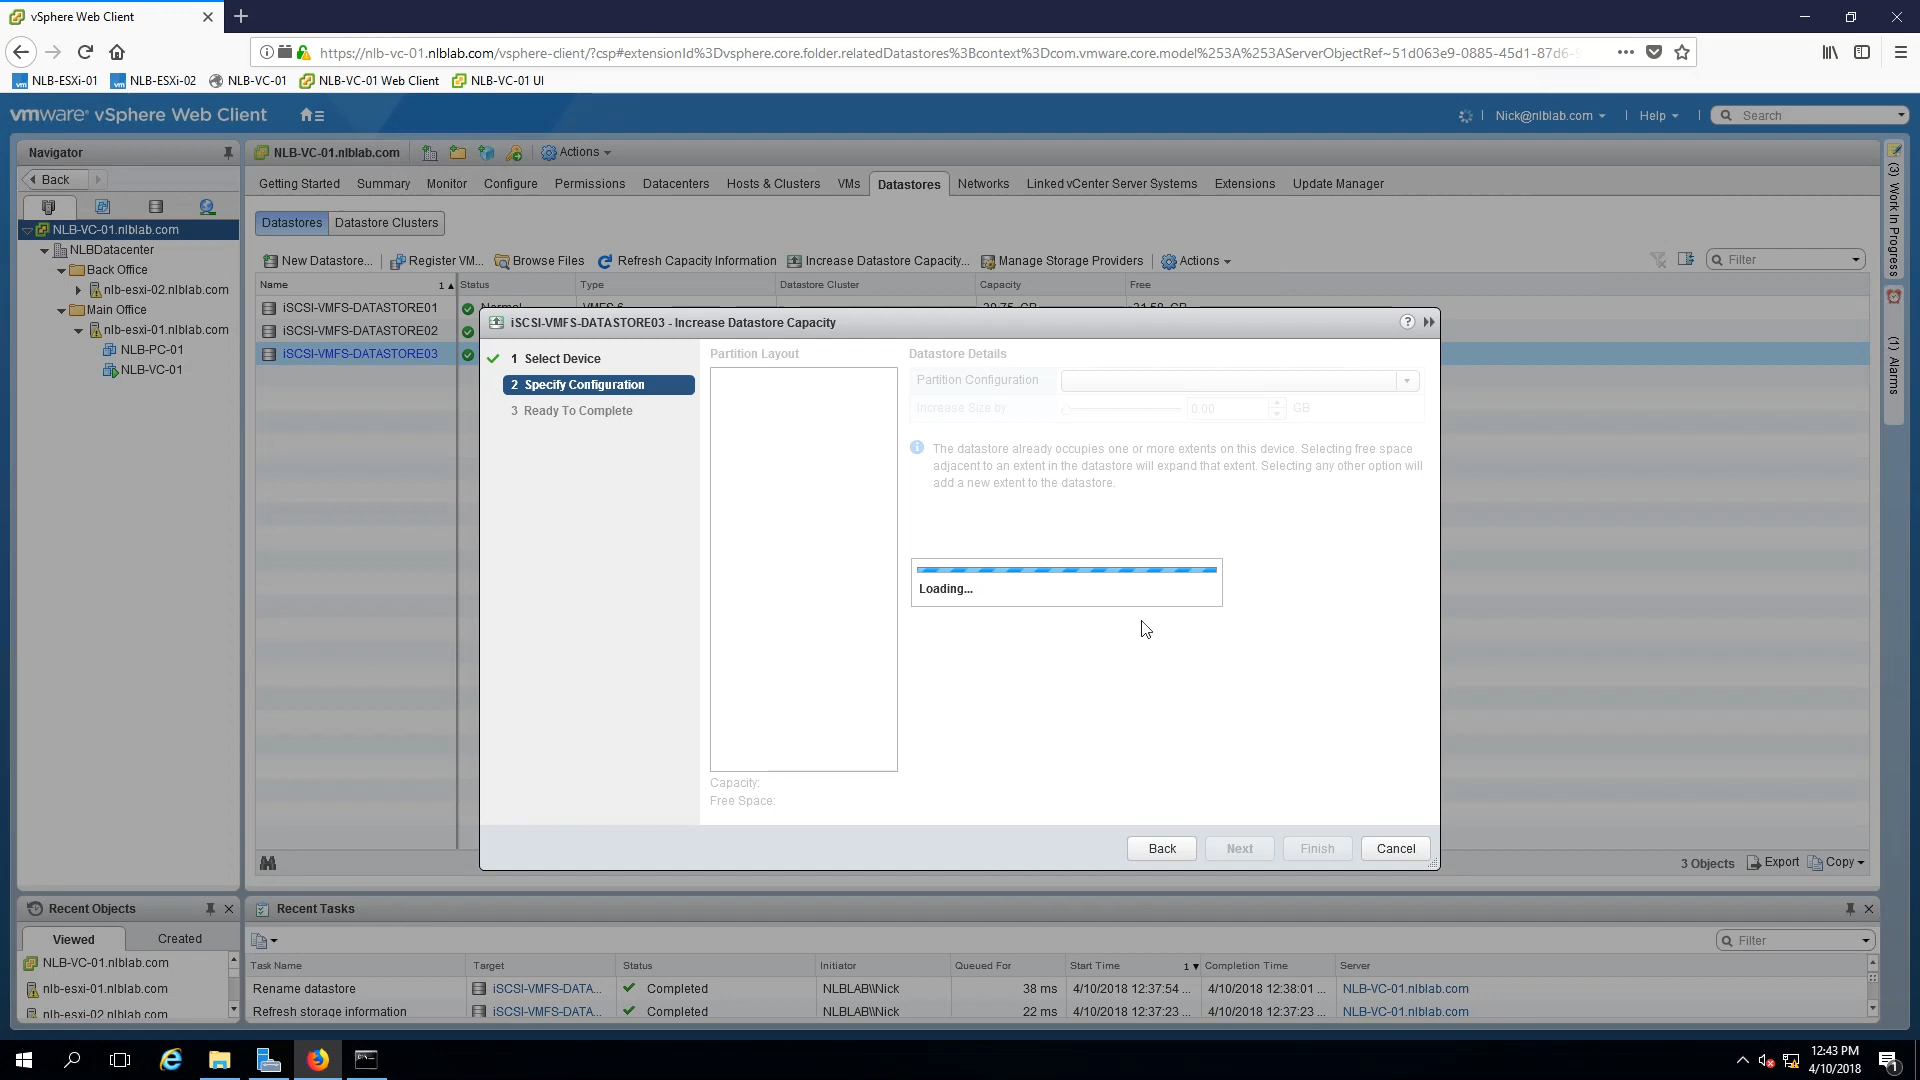 vSphere Web Client
https://nlb-vc-01.nlblab.com/vsphere-client/?csp#extensionId%3Dvsphere.core.folder.relatedDatastores%3Bcontext%3Dcom.vmware.core.model%253A%253AServerObjectRef~51d063e9-0885-45d1-87d6-
NLB-ESXi-01 NLB-ESXi-02 NLB-VC-01 NLB-VC-01 Web Client NLB-VC-01 UI
vmware® vSphere Web Client
Nick@nlblab.com Help Search
Navigator
NLB-VC-01.nlblab.com Actions
Back
Getting Started Summary Monitor Configure Permissions Datacenters Hosts & Clusters VMs Datastores Networks Linked vCenter Server Systems Extensions Update Manager
Datastores Datastore Clusters
NLB-VC-01.nlblab.com
NLBDatacenter
Back Office
nlb-esxi-02.nlblab.com
Main Office
nlb-esxi-01.nlblab.com
NLB-PC-01
NLB-VC-01
New Datastore... Register VM... Browse Files Refresh Capacity Information Increase Datastore Capacity... Manage Storage Providers Actions Filter
Name 1 Status Type Datastore Cluster Capacity Free
iSCSI-VMFS-DATASTORE01 Normal VMFS 6
iSCSI-VMFS-DATASTORE02
iSCSI-VMFS-DATASTORE03
iSCSI-VMFS-DATASTORE03 - Increase Datastore Capacity
?
1 Select Device
2 Specify Configuration
3 Ready To Complete
Partition Layout
Datastore Details
Partition Configuration
Increase Size by 0.00 GB
The datastore already occupies one or more extents on this device. Selecting free space
adjacent to an extent in the datastore will expand that extent. Selecting any other option will
add a new extent to the datastore.
Loading...
Capacity:
Free Space:
Back Next Finish Cancel
3 Objects Export Copy
(3) Work In Progress
(1) Alarms
Recent Objects
Viewed Created
NLB-VC-01.nlblab.com
nlb-esxi-01.nlblab.com
nlb-esxi-02.nlblab.com
Recent Tasks
Filter
Task Name Target Status Initiator Queued For Start Time 1 Completion Time Server
Rename datastore iSCSI-VMFS-DATA... Completed NLBLAB\\Nick 38 ms 4/10/2018 12:37:54 ... 4/10/2018 12:38:01 ... NLB-VC-01.nlblab.com
Refresh storage information iSCSI-VMFS-DATA... Completed NLBLAB\\Nick 22 ms 4/10/2018 12:37:23 ... 4/10/2018 12:37:23 ... NLB-VC-01.nlblab.com
12:43 PM
4/10/2018
1